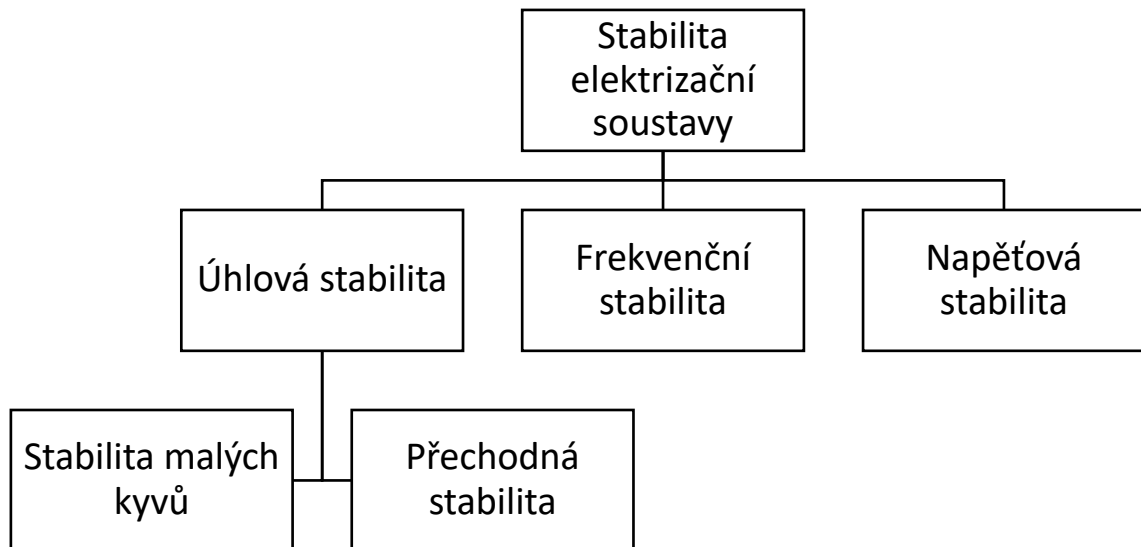 Stabilita
elektrizační
soustavy
Úhlová stabilita
Frekvenční
stabilita
Napěťová
stabilita
Stabilita malých
kyvů
Přechodná
stabilita